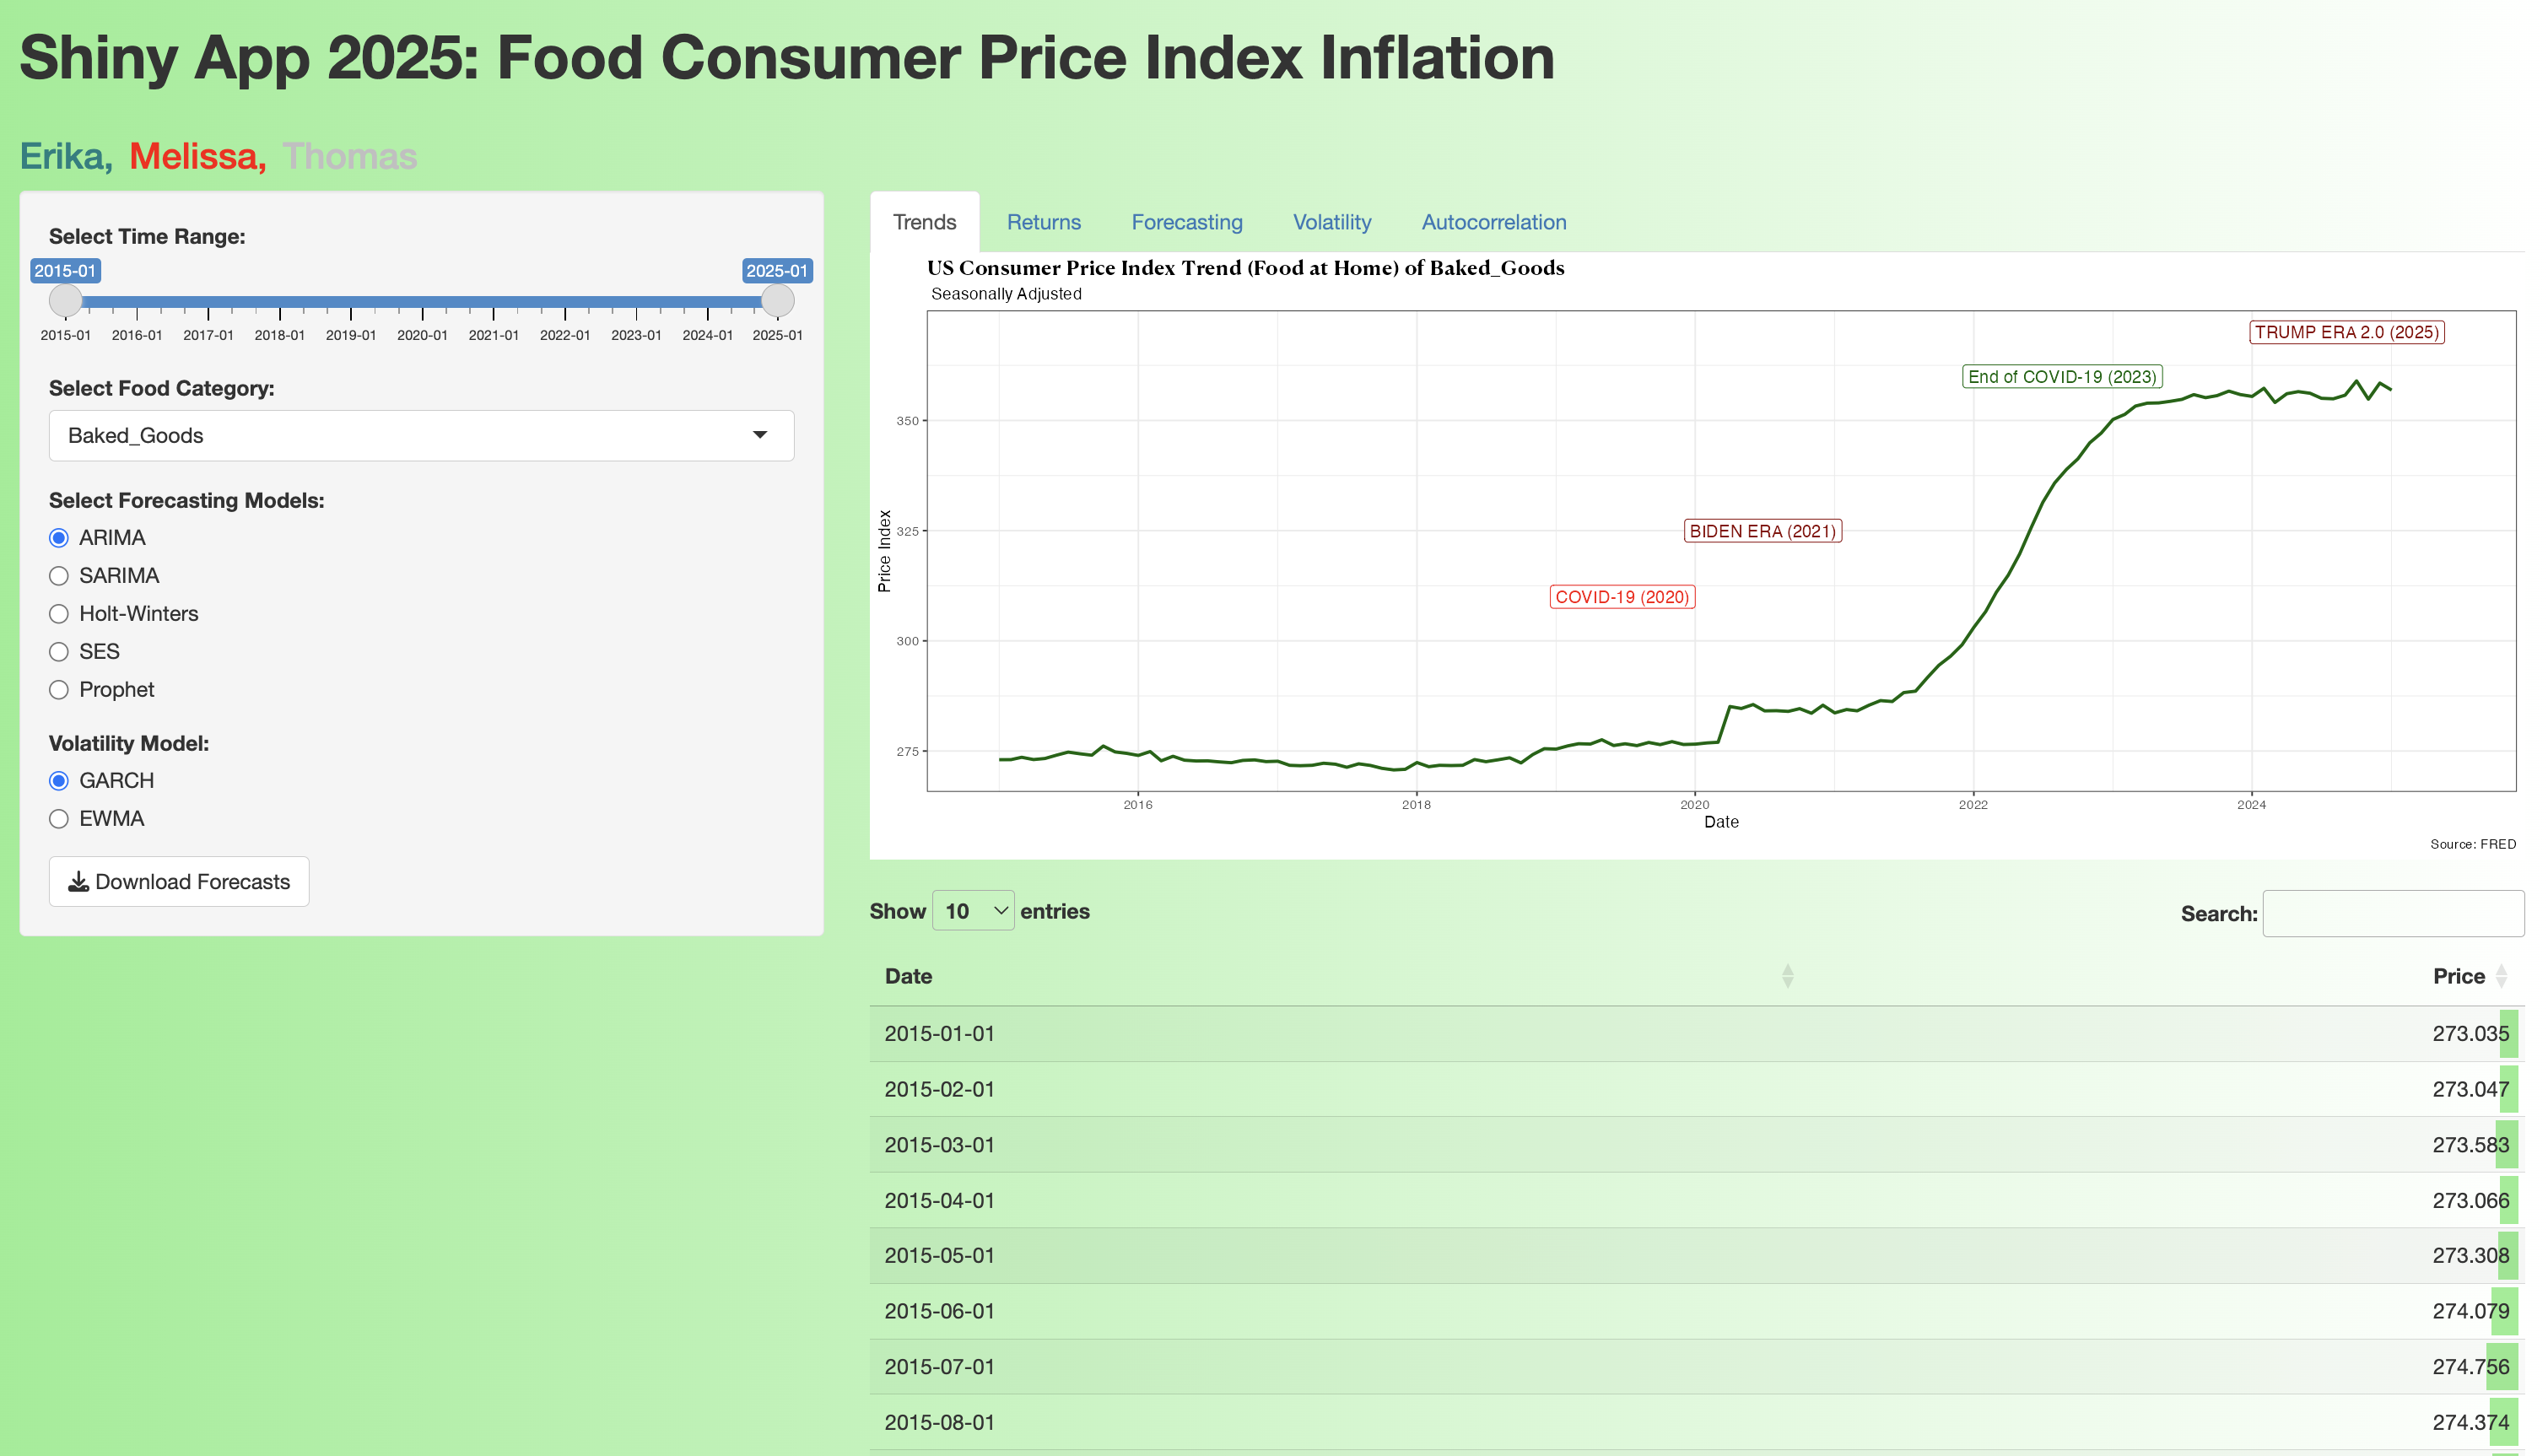 Shiny App 2025: Food Consumer Price Index Inflation
Erika, Melissa, Thomas
Select Time Range:
2015-01 2025-01
2015-01 2016-01 2017-01 2018-01 2019-01 2020-01 2021-01 2022-01 2023-01 2024-01 2025-01
Select Food Category:
Baked_Goods
Select Forecasting Models:
ARIMA
SARIMA
Holt-Winters
SES
Prophet
Volatility Model:
GARCH
EWMA
Download Forecasts
Trends Returns Forecasting Volatility Autocorrelation
US Consumer Price Index Trend (Food at Home) of Baked_Goods
Seasonally Adjusted
TRUMP ERA 2.0 (2025)
End of COVID-19 (2023)
BIDEN ERA (2021)
COVID-19 (2020)
Price Index
350
325
300
275
2016 2018 2020 2022 2024
Date
Source: FRED
Show 10 entries Search:
Date Price
2015-01-01 273.035
2015-02-01 273.047
2015-03-01 273.583
2015-04-01 273.066
2015-05-01 273.308
2015-06-01 274.079
2015-07-01 274.756
2015-08-01 274.374